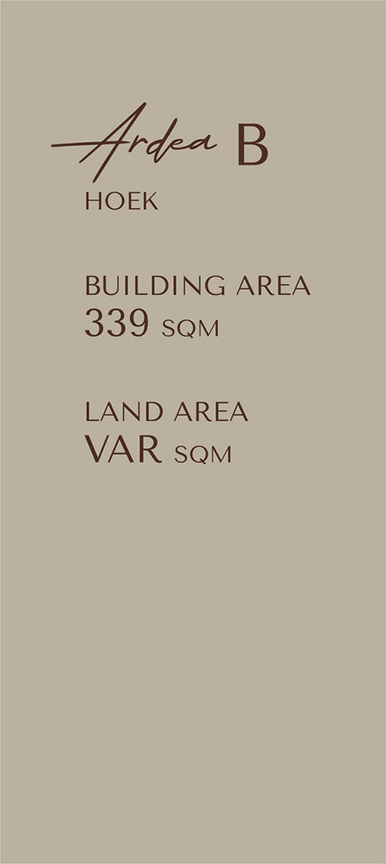 Ardea B
HOEK
BUILDING AREA
339 SQM
LAND AREA
VAR SQM